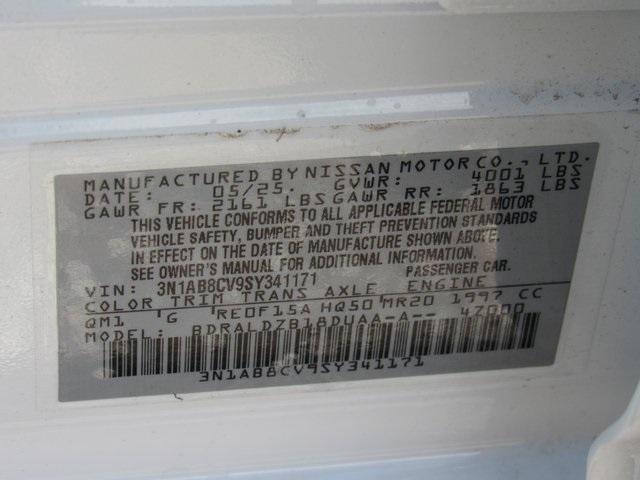 MANUFACTURED BY NISSAN MOTOR CO., LTD.
DATE: 05/25. GVWR: 4001 LBS
GAWR FR: 2161 LBS GAWR RR: 1863 LBS
THIS VEHICLE CONFORMS TO ALL APPLICABLE FEDERAL MOTOR
VEHICLE SAFETY, BUMPER AND THEFT PREVENTION STANDARDS
IN EFFECT ON THE DATE OF MANUFACTURE SHOWN ABOVE.
SEE OWNER'S MANUAL FOR ADDITIONAL INFORMATION.
VIN: 3N1AB8CV9SY341171 PASSENGER CAR.
COLOR TRIM TRANS AXLE ENGINE
QM1 'G RE0F15A HQ50 MR20 1997 CC
MODEL: BDRALDZB18DUAA-A-- 47000
3N1AB8CV9SY341171